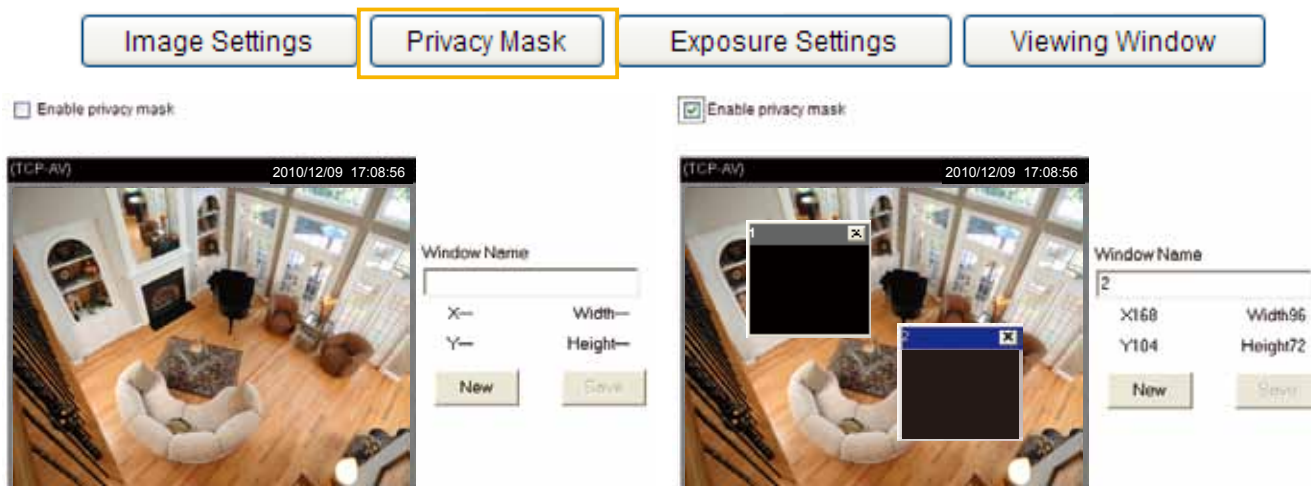 Image Settings
Privacy Mask
Exposure Settings
Viewing Window
Enable privacy mask
(TCP-AV) 2010/12/09 17:08:56
Window Name
X—
Width—
Y—
Height—
New
Save
Enable privacy mask
(TCP-AV) 2010/12/09 17:08:56
1
2
Window Name
2
X168
Width96
Y104
Height72
New
Save